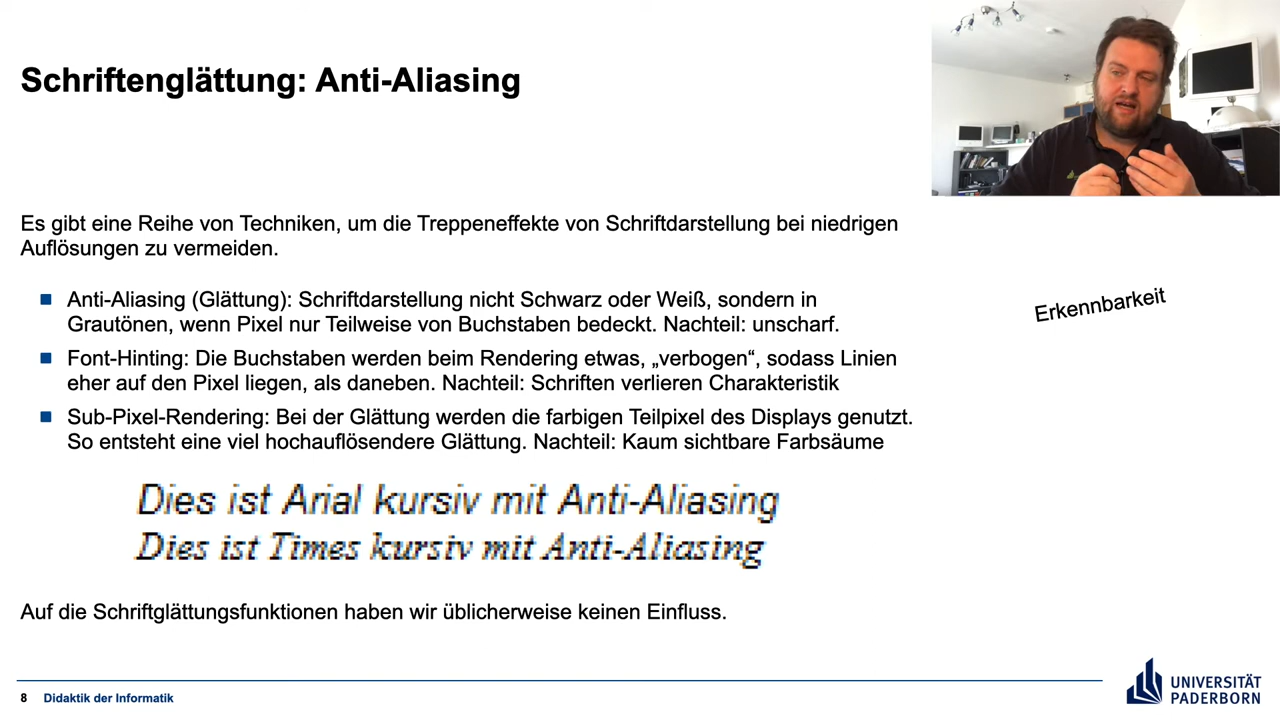 Schriftenglättung: Anti-Aliasing
Es gibt eine Reihe von Techniken, um die Treppeneffekte von Schriftdarstellung bei niedrigen
Auflösungen zu vermeiden.
Anti-Aliasing (Glättung): Schriftdarstellung nicht Schwarz oder Weiß, sondern in
Grautönen, wenn Pixel nur Teilweise von Buchstaben bedeckt. Nachteil: unscharf.
Erkennbarkeit
Font-Hinting: Die Buchstaben werden beim Rendering etwas, „verbogen“, sodass Linien
eher auf den Pixel liegen, als daneben. Nachteil: Schriften verlieren Charakteristik
Sub-Pixel-Rendering: Bei der Glättung werden die farbigen Teilpixel des Displays genutzt.
So entsteht eine viel hochauflösendere Glättung. Nachteil: Kaum sichtbare Farbsäume
Dies ist Arial kursiv mit Anti-Aliasing
Dies ist Times kursiv mit Anti-Aliasing
Auf die Schriftglättungsfunktionen haben wir üblicherweise keinen Einfluss.
8 Didaktik der Informatik
UNIVERSITÄT
PADERBORN